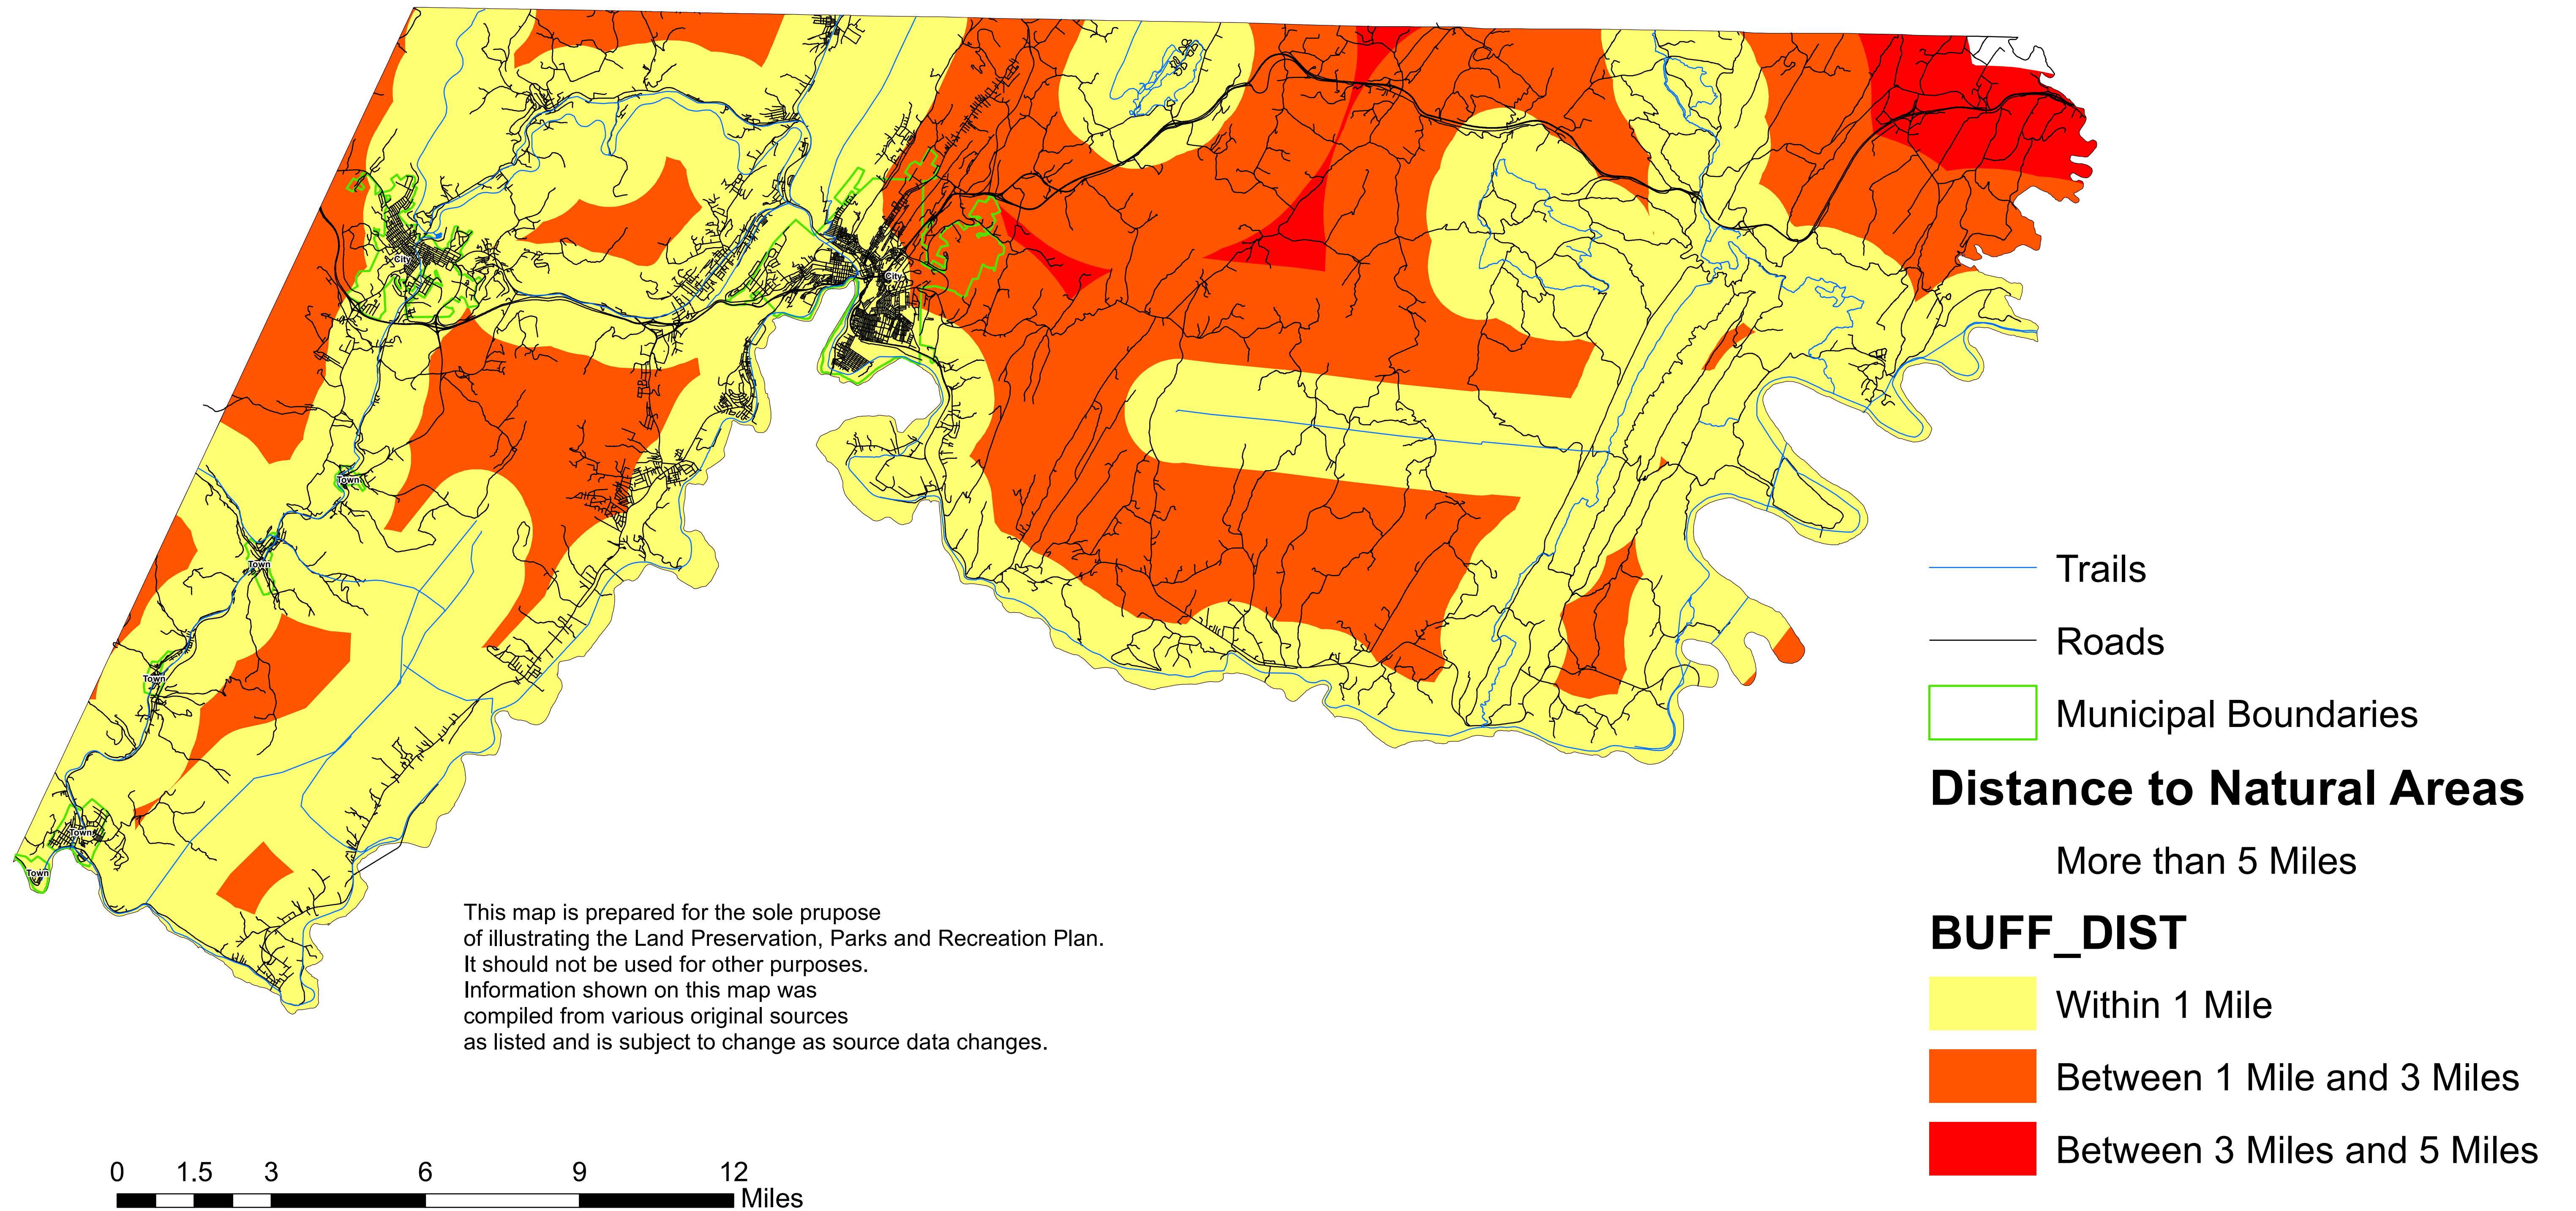 City
City
Town
Town
Town
Town
Town
Trails
Roads
Municipal Boundaries
Distance to Natural Areas
More than 5 Miles
BUFF_DIST
Within 1 Mile
Between 1 Mile and 3 Miles
Between 3 Miles and 5 Miles
This map is prepared for the sole prupose
of illustrating the Land Preservation, Parks and Recreation Plan.
It should not be used for other purposes.
Information shown on this map was
compiled from various original sources
as listed and is subject to change as source data changes.
0 1.5 3 6 9 12
Miles